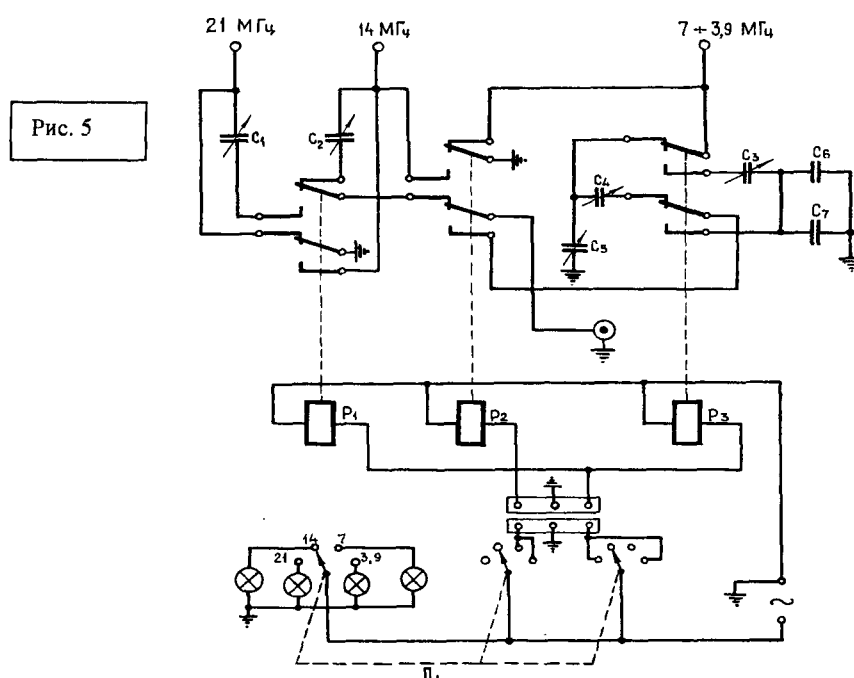 21 МГц
14 МГц
7 ÷ 3,9 МГц
Рис. 5
C₁
C₂
C₃
C₆
C₄
C₇
C₅
P₁
P₂
P₃
14
7
21
3,9
~